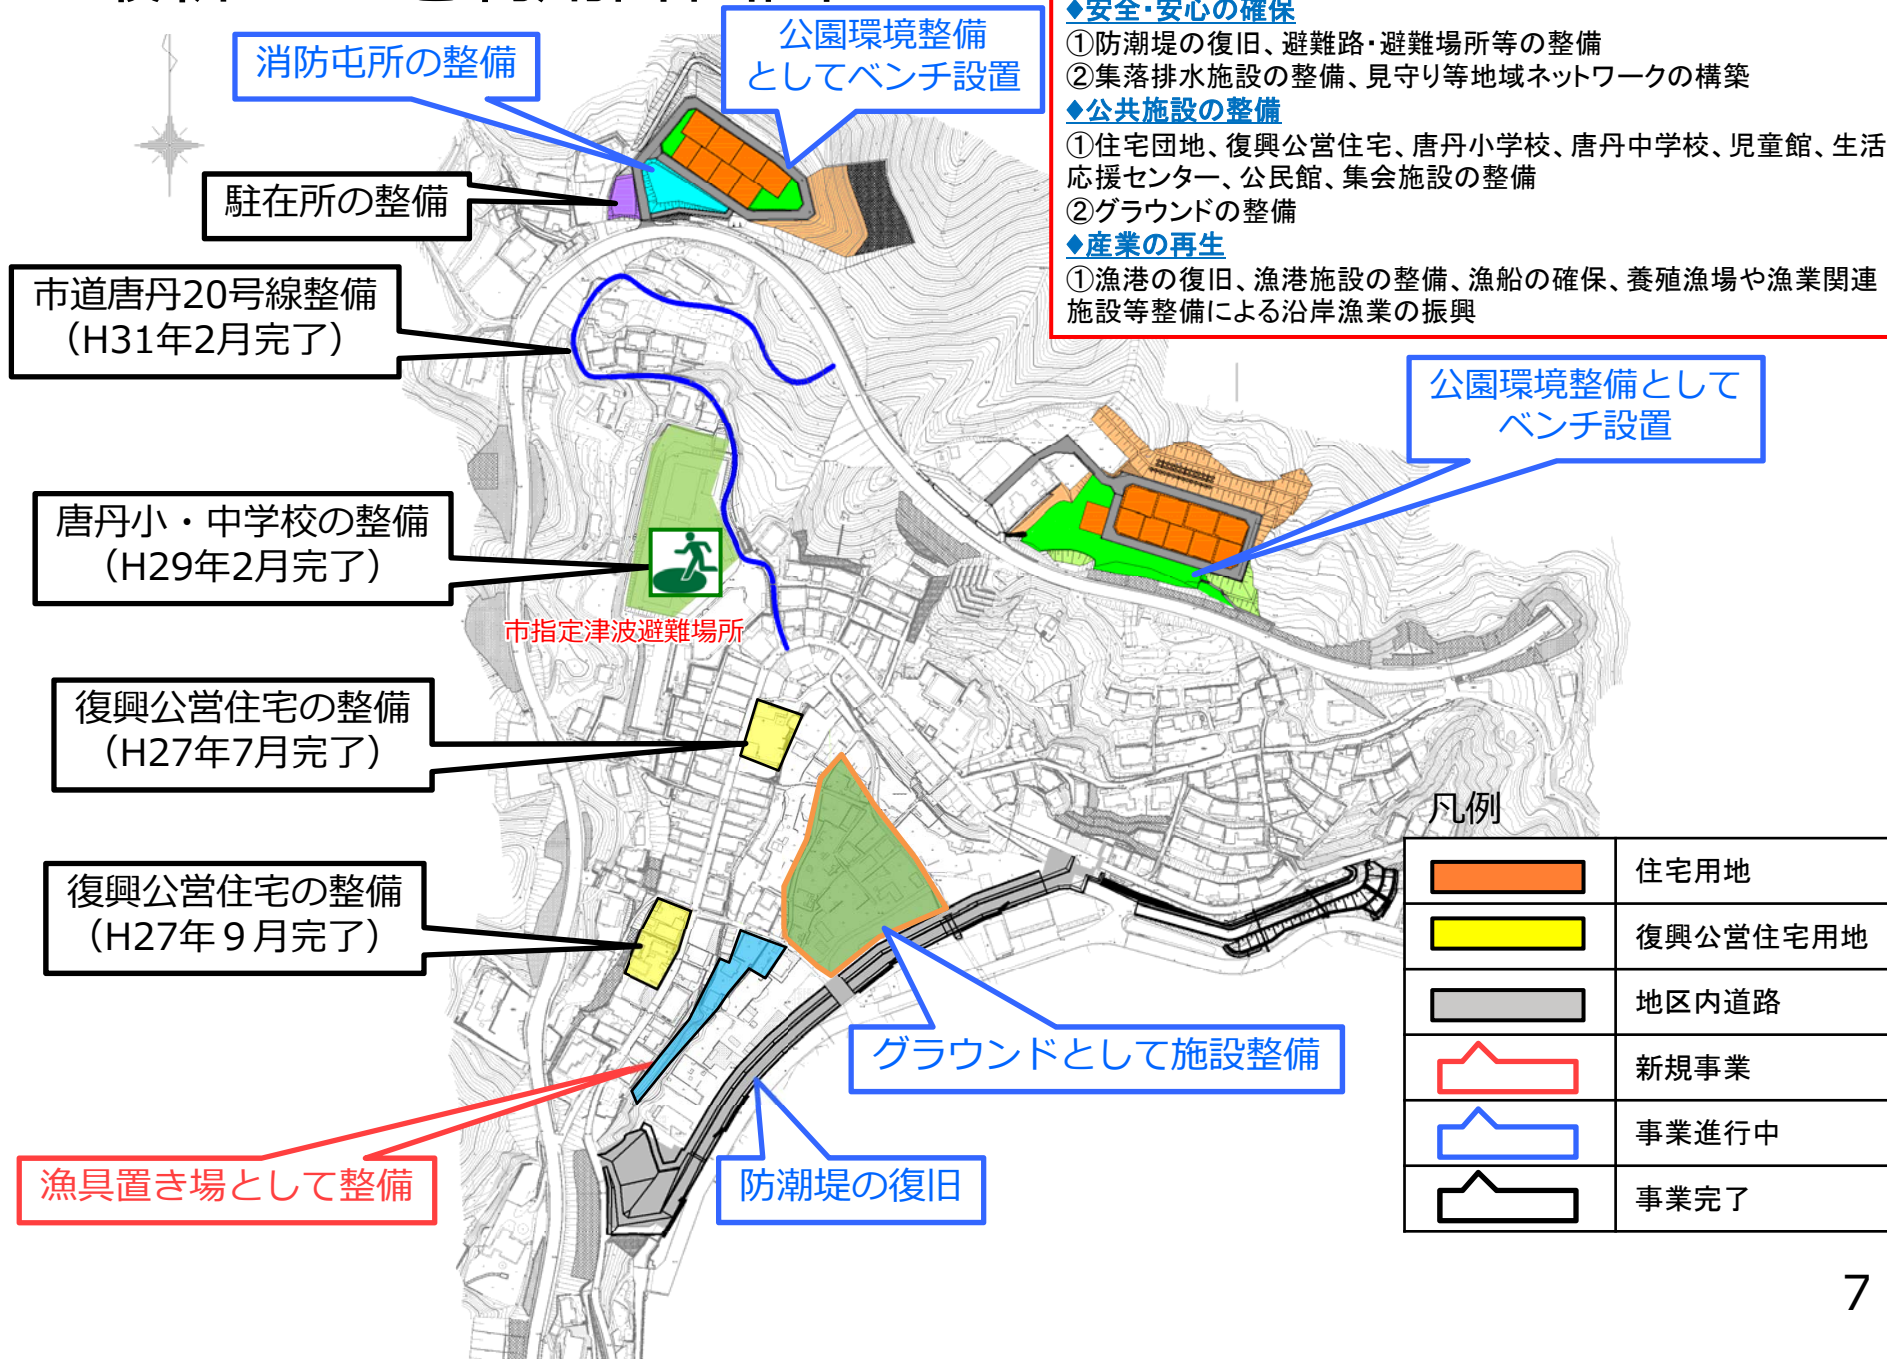 ◆安全・安心の確保
①防潮堤の復旧、避難路・避難場所等の整備
②集落排水施設の整備、見守り等地域ネットワークの構築
◆公共施設の整備
①住宅団地、復興公営住宅、唐丹小学校、唐丹中学校、児童館、生活
応援センター、公民館、集会施設の整備
②グラウンドの整備
◆産業の再生
①漁港の復旧、漁港施設の整備、漁船の確保、養殖漁場や漁業関連
施設等整備による沿岸漁業の振興
消防屯所の整備
公園環境整備
としてベンチ設置
駐在所の整備
市道唐丹20号線整備
（H31年2月完了）
公園環境整備として
ベンチ設置
唐丹小・中学校の整備
（H29年2月完了）
市指定津波避難場所
復興公営住宅の整備
（H27年7月完了）
復興公営住宅の整備
（H27年９月完了）
グラウンドとして施設整備
漁具置き場として整備
防潮堤の復旧
凡例
住宅用地
復興公営住宅用地
地区内道路
新規事業
事業進行中
事業完了
7